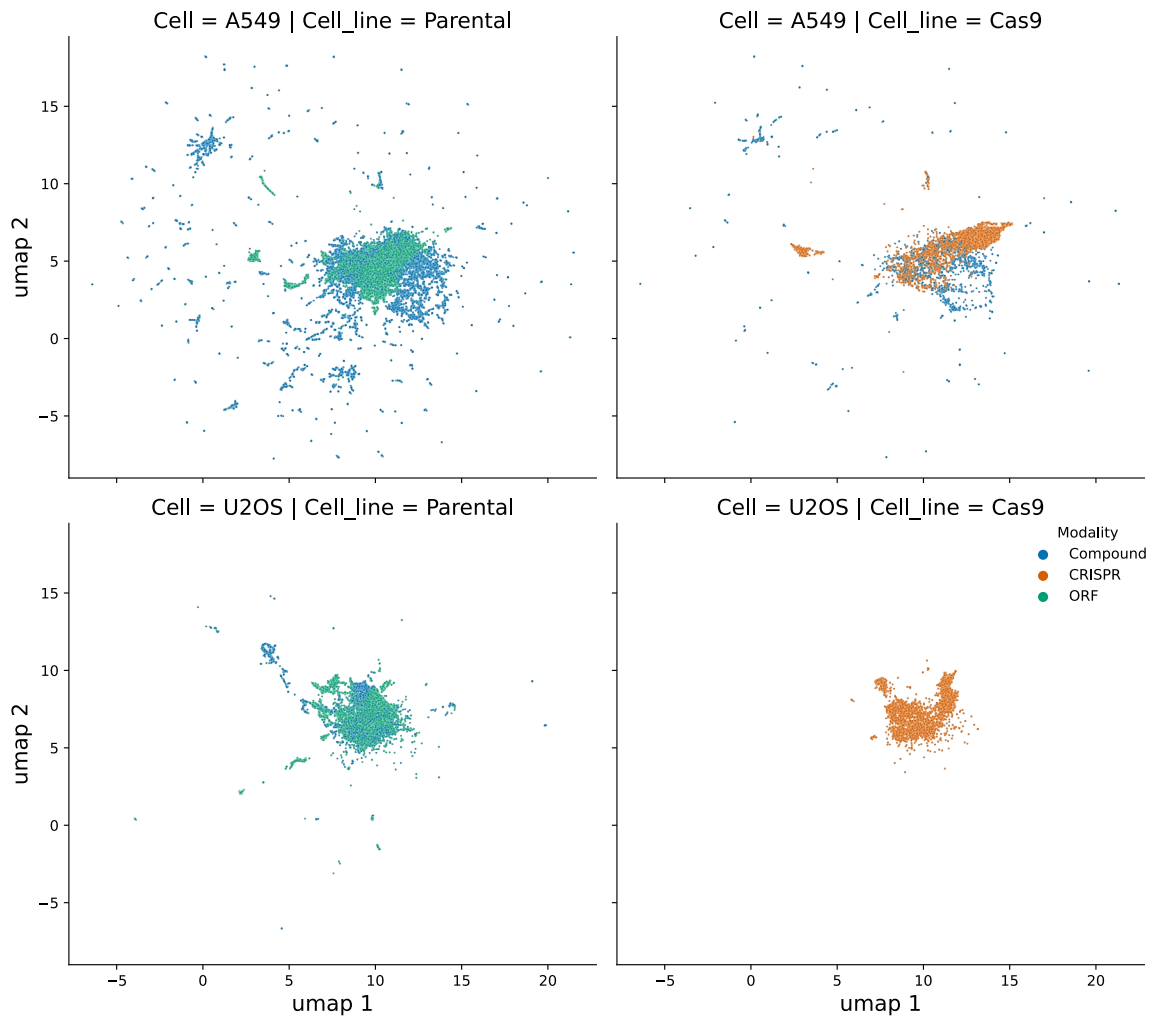 Cell = A549 | Cell_line = Parental
Cell = A549 | Cell_line = Cas9
15
10
5
0
−5
umap 2
Cell = U2OS | Cell_line = Parental
Cell = U2OS | Cell_line = Cas9
Modality
Compound
CRISPR
ORF
15
10
5
0
−5
umap 2
−5 0 5 10 15 20
−5 0 5 10 15 20
umap 1
umap 1